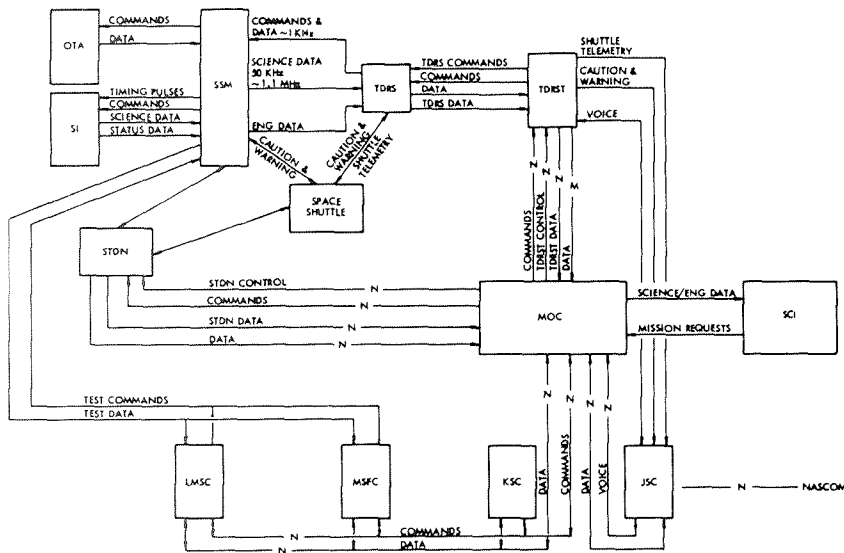 OTA
COMMANDS
DATA
SI
TIMING PULSES
COMMANDS
SCIENCE DATA
STATUS DATA
SSM
COMMANDS &
DATA ~1 KHz
SCIENCE DATA
50 KHz
~1.1 MHz
ENG DATA
TDRS
TDRS COMMANDS
COMMANDS
DATA
TDRS DATA
TDRST
SHUTTLE
TELEMETRY
CAUTION &
WARNING
VOICE
CAUTION &
WARNING
CAUTION &
WARNING
SHUTTLE
TELEMETRY
SPACE
SHUTTLE
STDN
STDN CONTROL
N
COMMANDS
N
STDN DATA
N
DATA
N
COMMANDS
N
TDRST CONTROL
N
TDRST DATA
N
DATA
M
MOC
SCIENCE/ENG DATA
MISSION REQUESTS
SCI
TEST COMMANDS
TEST DATA
LMSC
MSFC
KSC
JSC
DATA
N
COMMANDS
N
DATA
N
VOICE
N
N
COMMANDS
N
DATA
N
NASCOM